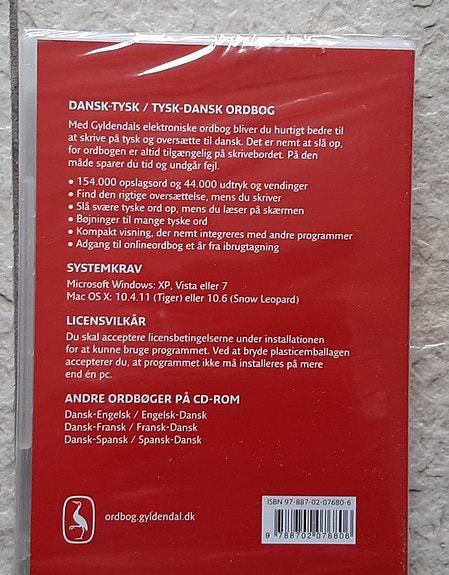 DANSK-TYSK / TYSK-DANSK ORDBOG
Med Gyldendals elektroniske ordbog bliver du hurtigt bedre til
at skrive på tysk og oversætte til dansk. Det er nemt at slå op,
for ordbogen er altid tilgængelig på skrivebordet. På den
måde sparer du tid og undgår fejl.
• 154.000 opslagsord og 44.000 udtryk og vendinger
• Find den rigtige oversættelse, mens du skriver
• Slå svære tyske ord op, mens du læser på skærmen
• Bøjninger til mange tyske ord
• Kompakt visning, der nemt integreres med andre programmer
• Adgang til onlineordbog et år fra ibrugtagning
SYSTEMKRAV
Microsoft Windows: XP, Vista eller 7
Mac OS X: 10.4.11 (Tiger) eller 10.6 (Snow Leopard)
LICENSVILKÅR
Du skal acceptere licensbetingelserne under installationen
for at kunne bruge programmet. Ved at bryde plasticemballagen
accepterer du, at programmet ikke må installeres på mere
end én pc.
ANDRE ORDBØGER PÅ CD-ROM
Dansk-Engelsk / Engelsk-Dansk
Dansk-Fransk / Fransk-Dansk
Dansk-Spansk / Spansk-Dansk
ordbog.gyldendal.dk
ISBN 97-887-02-07680-6
9 788702 076806